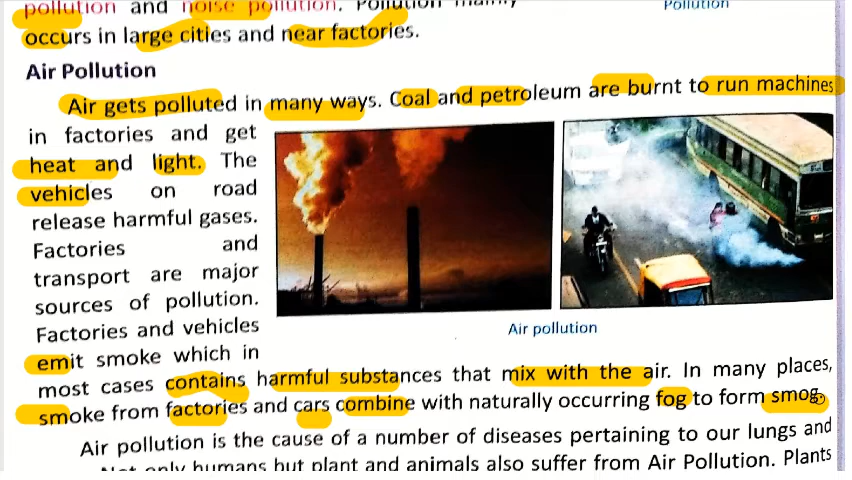 pollution and noise pollution. Pollution mainly
Pollution
occurs in large cities and near factories.
Air Pollution
Air gets polluted in many ways. Coal and petroleum are burnt to run machines
in factories and get
heat and light. The
vehicles on road
release harmful gases.
Factories and
transport are major
sources of pollution.
Factories and vehicles
emit smoke which in
Air pollution
most cases contains harmful substances that mix with the air. In many places,
smoke from factories and cars combine with naturally occurring fog to form smog.
Air pollution is the cause of a number of diseases pertaining to our lungs and
Not only humans but plant and animals also suffer from Air Pollution. Plants